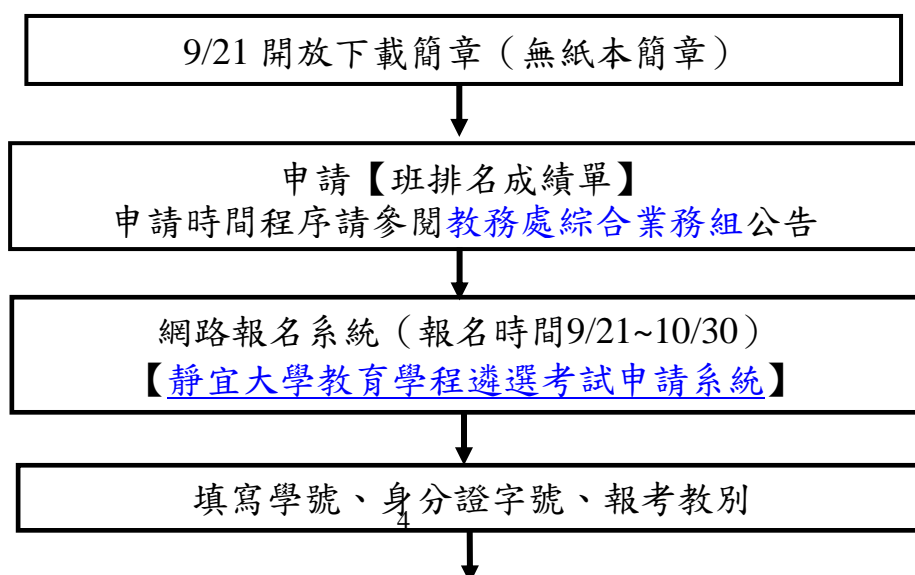 9/21 開放下載簡章（無紙本簡章）
申請【班排名成績單】
申請時間程序請參閱教務處綜合業務組公告
網路報名系統（報名時間9/21~10/30）
【靜宜大學教育學程遴選考試申請系統】
填寫學號、身分證字號、報考教別
4